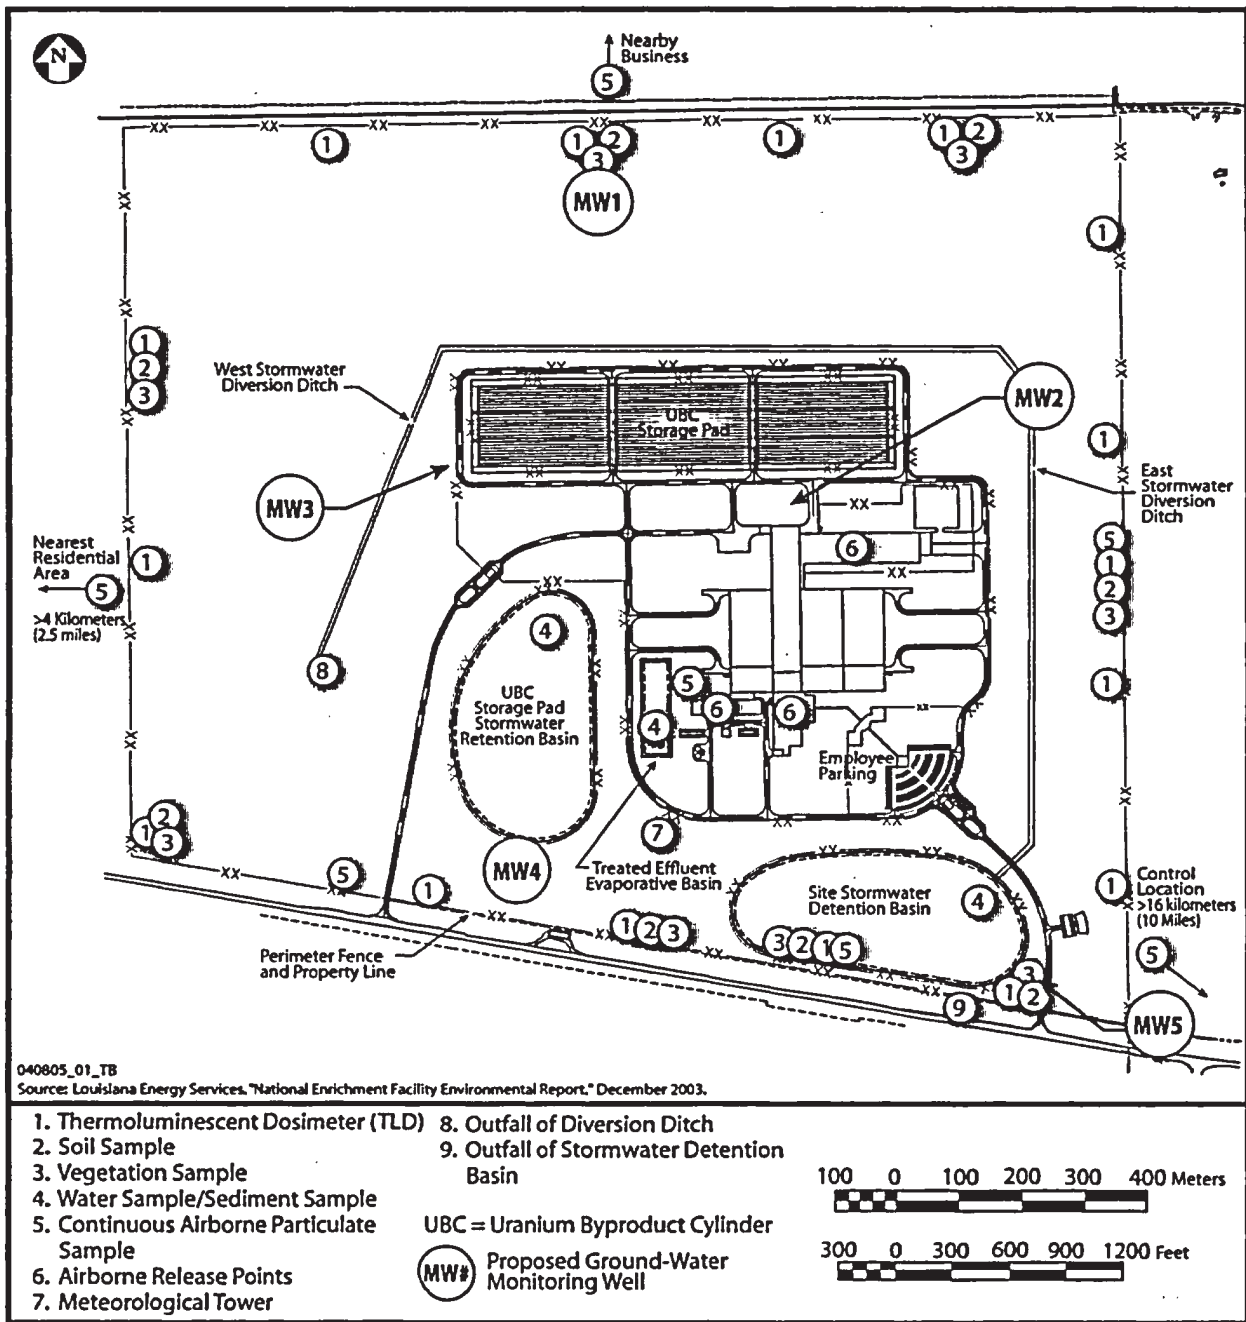 N
Nearby
Business
5
XX XX XX XX XX XX XX XX XX
1 1 2 3 1 1 2 3
MW1
1
1
2
3
West Stormwater
Diversion Ditch
MW2
UBC
Storage Pad
1
East
Stormwater
Diversion
Ditch
MW3
Nearest
Residential
Area
5
>4 Kilometers
(2.5 miles)
1
6
5
1
2
3
4
8
5
1
UBC
Storage Pad
Stormwater
Retention Basin
4
6
6
Employee
Parking
2
1
3
7
MW4
Treated Effluent
Evaporative Basin
5
1
Site Stormwater
Detention Basin
4
1
Control
Location
>16 kilometers
(10 Miles)
5
Perimeter Fence
and Property Line
1 2 3
3 2 1 5
3
1 2
9
MW5
040805_01_TB
Source: Louisiana Energy Services. "National Enrichment Facility Environmental Report." December 2003.
1. Thermoluminescent Dosimeter (TLD)
2. Soil Sample
3. Vegetation Sample
4. Water Sample/Sediment Sample
5. Continuous Airborne Particulate
Sample
6. Airborne Release Points
7. Meteorological Tower
8. Outfall of Diversion Ditch
9. Outfall of Stormwater Detention
Basin
UBC = Uranium Byproduct Cylinder
MW# Proposed Ground-Water
Monitoring Well
100 0 100 200 300 400 Meters
300 0 300 600 900 1200 Feet